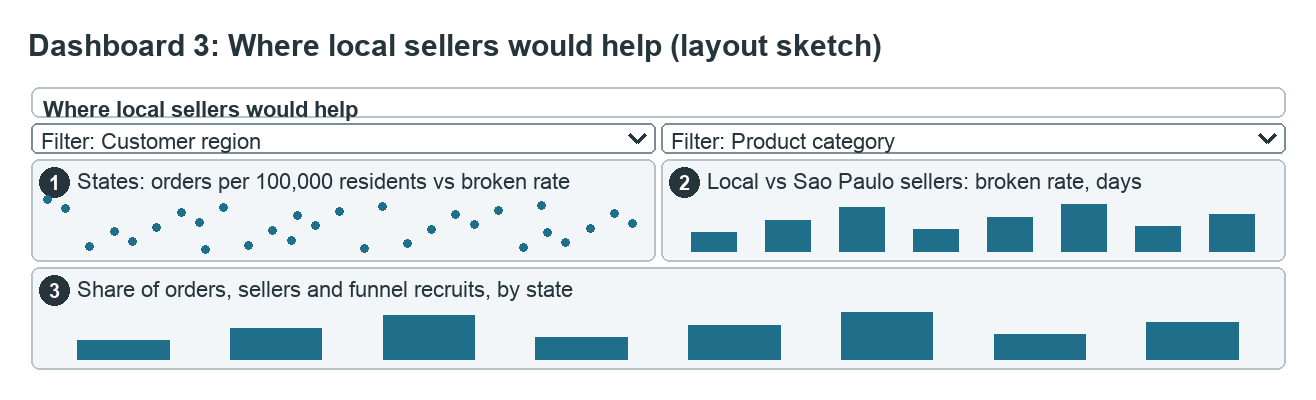 Dashboard 3: Where local sellers would help (layout sketch)
Where local sellers would help
Filter: Customer region
Filter: Product category
1 States: orders per 100,000 residents vs broken rate
2 Local vs Sao Paulo sellers: broken rate, days
3 Share of orders, sellers and funnel recruits, by state